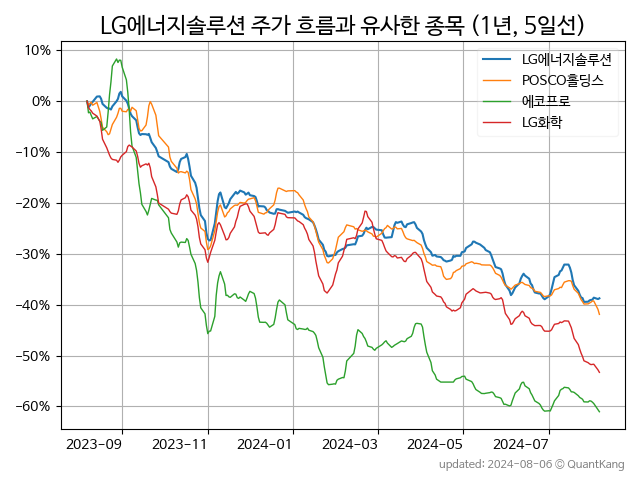 LG에너지솔루션 주가 흐름과 유사한 종목 (1년, 5일선)
LG에너지솔루션
POSCO홀딩스
에코프로
LG화학
10%
0%
−10%
−20%
−30%
−40%
−50%
−60%
2023-09 2023-11 2024-01 2024-03 2024-05 2024-07
updated: 2024-08-06 © QuantKang